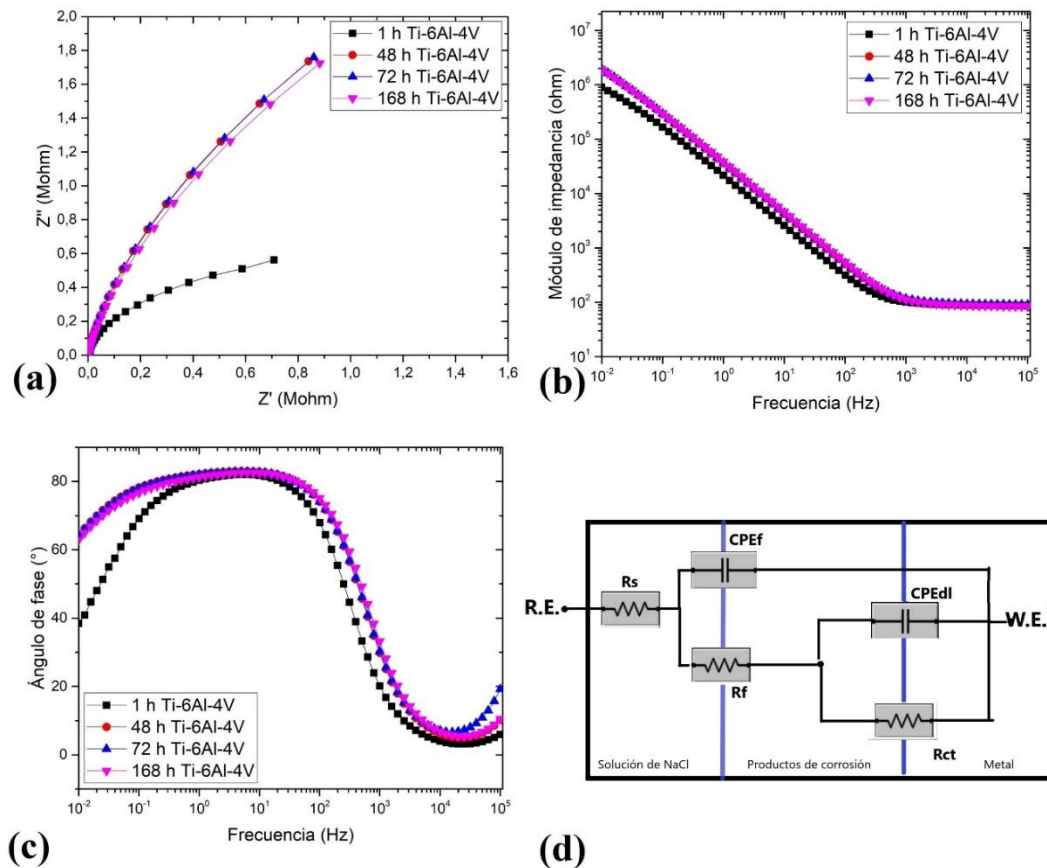 1 h Ti-6Al-4V
48 h Ti-6Al-4V
72 h Ti-6Al-4V
168 h Ti-6Al-4V
Z'' (Mohm)
1,8
1,6
1,4
1,2
1,0
0,8
0,6
0,4
0,2
0,0
0,0 0,2 0,4 0,6 0,8 1,0 1,2 1,4 1,6
Z' (Mohm)
(a)
1 h Ti-6Al-4V
48 h Ti-6Al-4V
72 h Ti-6Al-4V
168 h Ti-6Al-4V
Módulo de impedancia (ohm)
10⁷
10⁶
10⁵
10⁴
10³
10²
10¹
10⁻² 10⁻¹ 10⁰ 10¹ 10² 10³ 10⁴ 10⁵
Frecuencia (Hz)
(b)
Ángulo de fase (°)
80
60
40
20
0
1 h Ti-6Al-4V
48 h Ti-6Al-4V
72 h Ti-6Al-4V
168 h Ti-6Al-4V
10⁻² 10⁻¹ 10⁰ 10¹ 10² 10³ 10⁴ 10⁵
Frecuencia (Hz)
(c)
CPEf
Rs
CPEdl
R.E.
W.E.
Rf
Rct
Solución de NaCl Productos de corrosión Metal
(d)